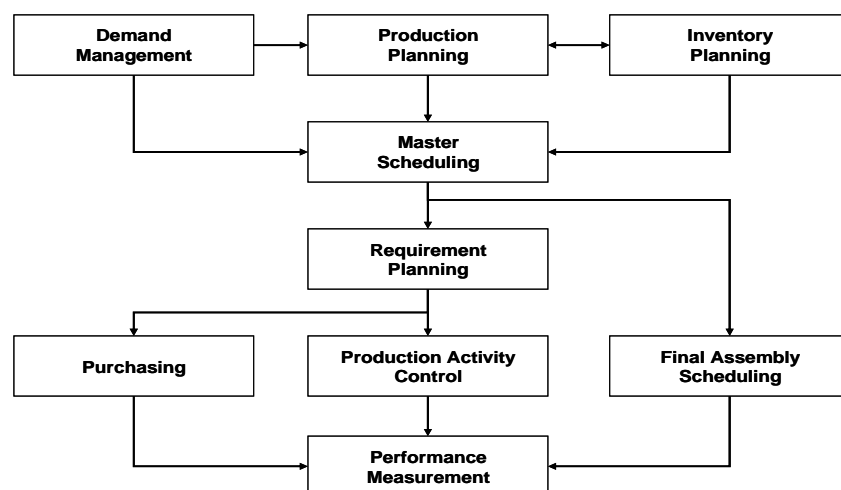 Demand
Management
Production
Planning
Inventory
Planning
Master
Scheduling
Requirement
Planning
Purchasing
Production Activity
Control
Final Assembly
Scheduling
Performance
Measurement